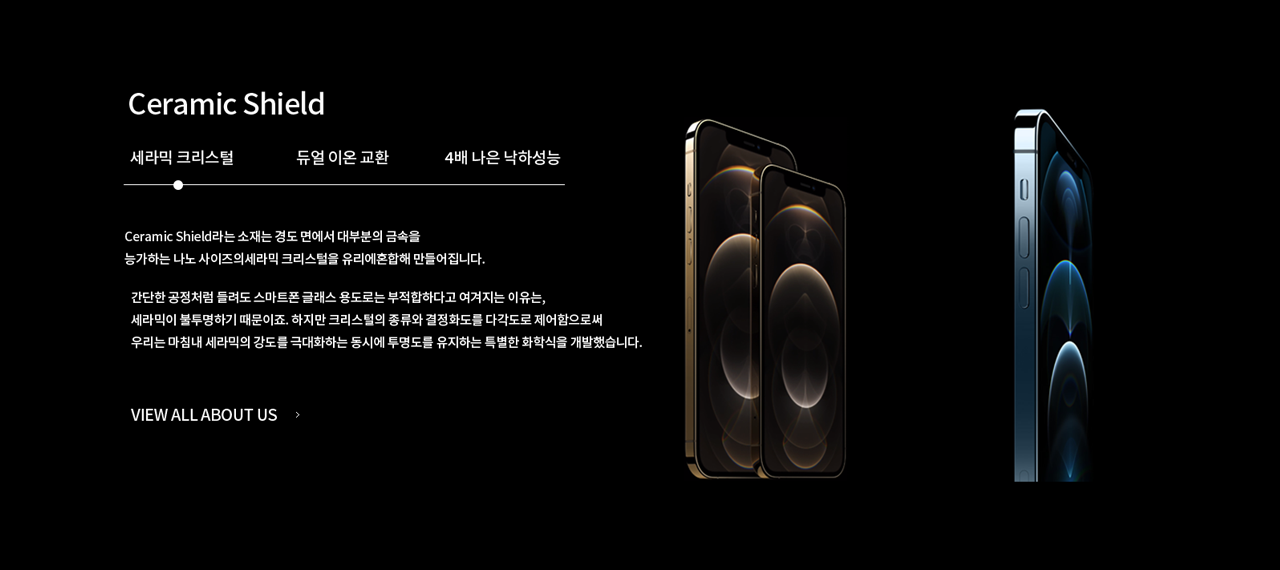 Ceramic Shield
세라믹 크리스털 듀얼 이온 교환 4배 나은 낙하성능
Ceramic Shield라는 소재는 경도 면에서 대부분의 금속을
능가하는 나노 사이즈의세라믹 크리스털을 유리에혼합해 만들어집니다.
간단한 공정처럼 들려도 스마트폰 글래스 용도로는 부적합하다고 여겨지는 이유는,
세라믹이 불투명하기 때문이죠. 하지만 크리스털의 종류와 결정화도를 다각도로 제어함으로써
우리는 마침내 세라믹의 강도를 극대화하는 동시에 투명도를 유지하는 특별한 화학식을 개발했습니다.
VIEW ALL ABOUT US >